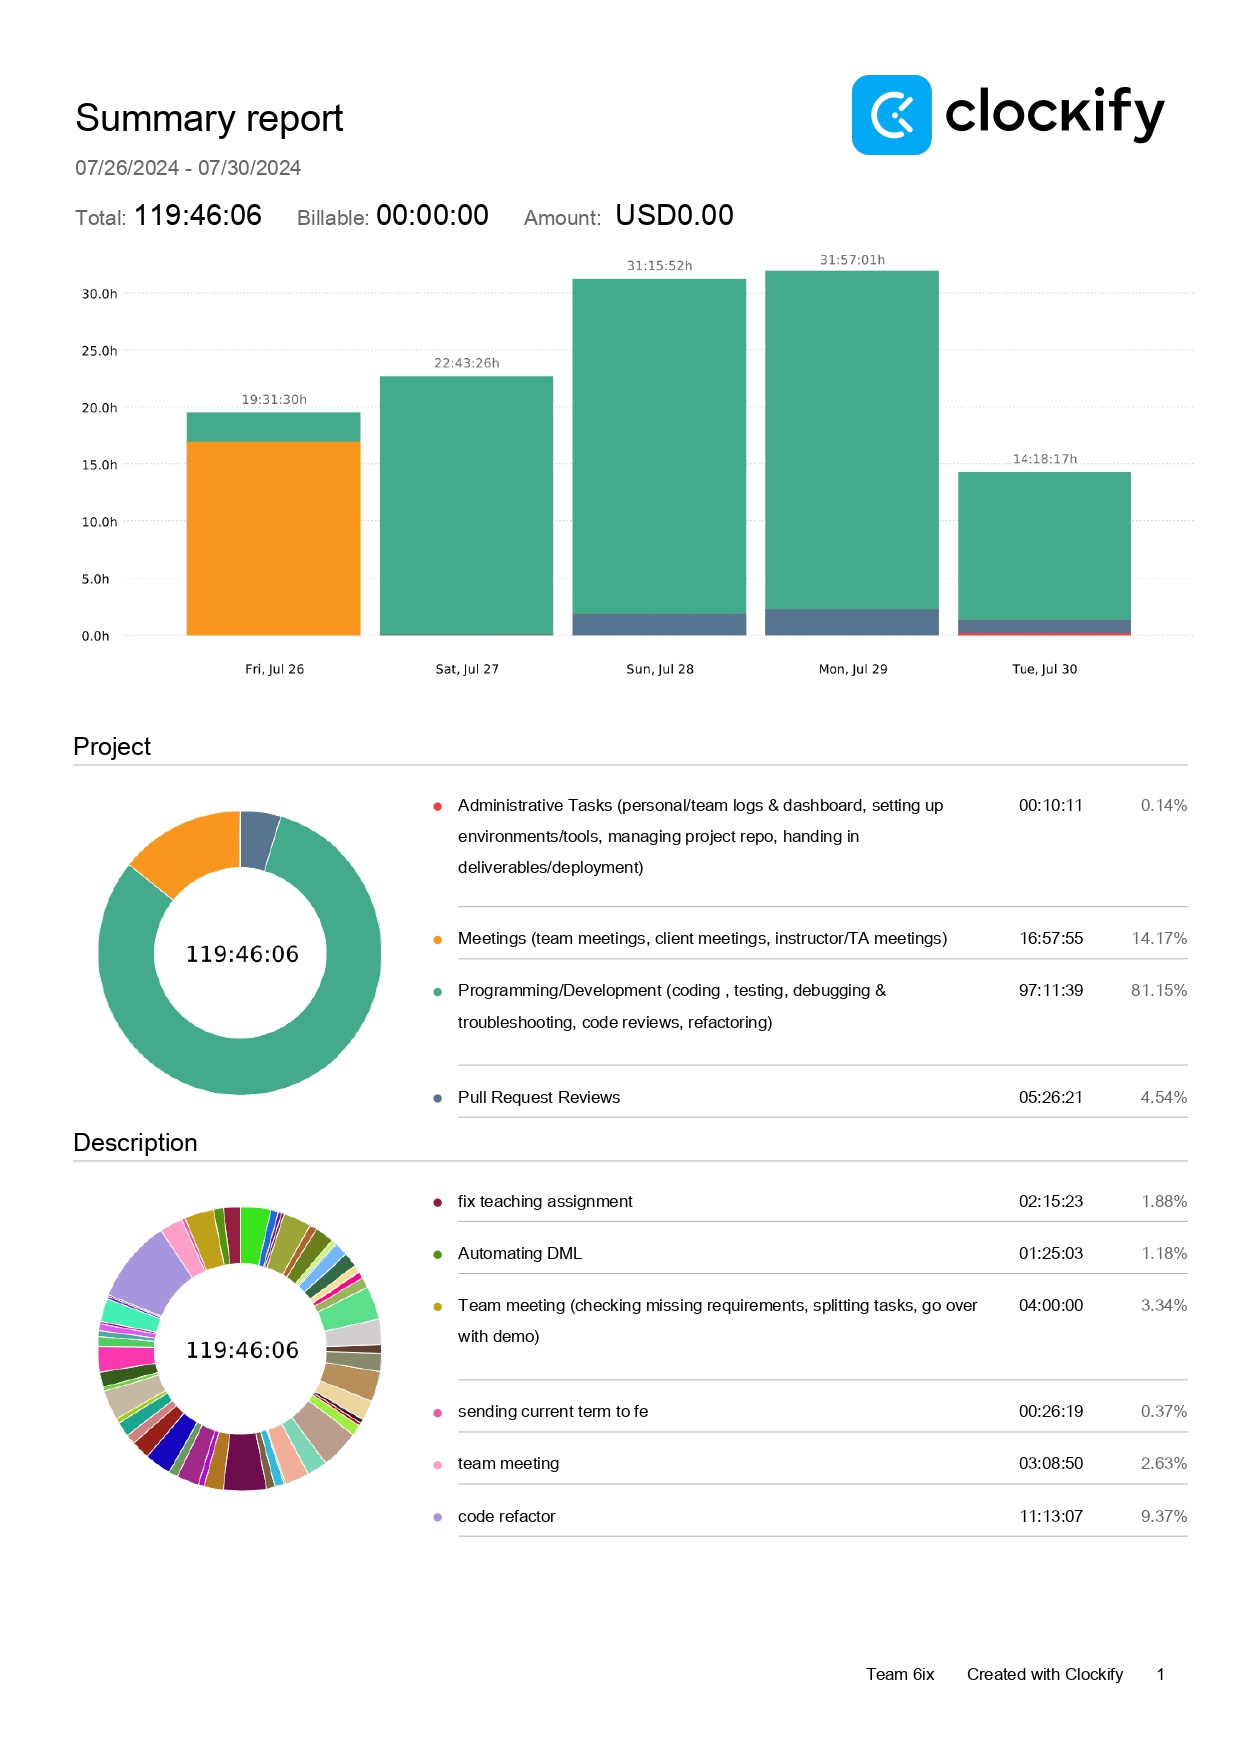 Summary report
clockify
07/26/2024 - 07/30/2024
Total: 119:46:06 Billable: 00:00:00 Amount: USD0.00
31:57:01h
31:15:52h
30.0h
25.0h
22:43:26h
20.0h
19:31:30h
15.0h
14:18:17h
10.0h
5.0h
0.0h
Fri, Jul 26 Sat, Jul 27 Sun, Jul 28 Mon, Jul 29 Tue, Jul 30
Project
119:46:06
Administrative Tasks (personal/team logs & dashboard, setting up 00:10:11 0.14%
environments/tools, managing project repo, handing in
deliverables/deployment)
Meetings (team meetings, client meetings, instructor/TA meetings) 16:57:55 14.17%
Programming/Development (coding , testing, debugging & 97:11:39 81.15%
troubleshooting, code reviews, refactoring)
Pull Request Reviews 05:26:21 4.54%
Description
119:46:06
fix teaching assignment 02:15:23 1.88%
Automating DML 01:25:03 1.18%
Team meeting (checking missing requirements, splitting tasks, go over 04:00:00 3.34%
with demo)
sending current term to fe 00:26:19 0.37%
team meeting 03:08:50 2.63%
code refactor 11:13:07 9.37%
Team 6ix Created with Clockify 1